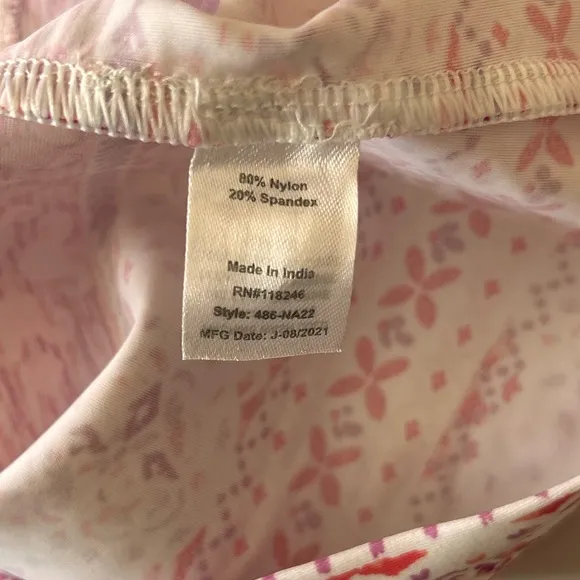 80% Nylon
20% Spandex
Made In India
RN#118246
Style: 486-NA22
MFG Date: J-08/2021